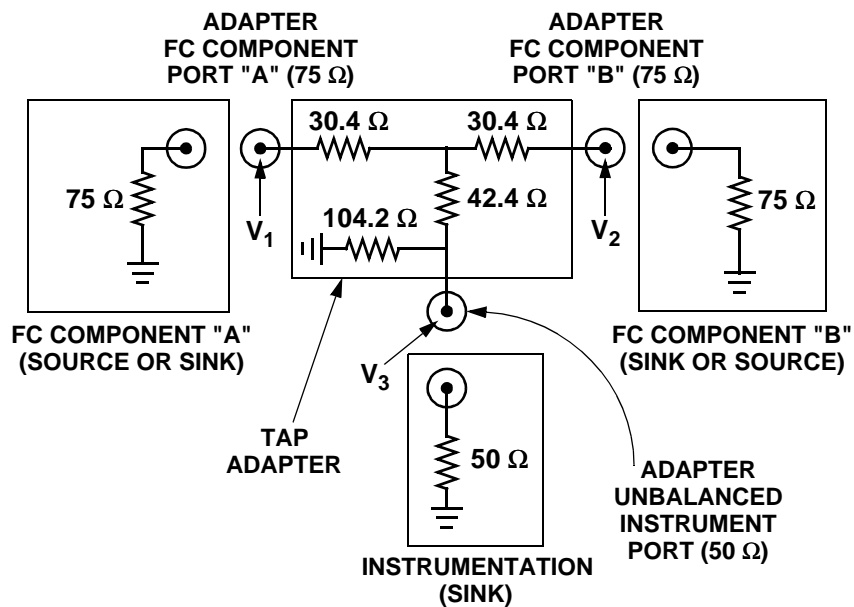 ADAPTER
FC COMPONENT
PORT "A" (75 Ω)
ADAPTER
FC COMPONENT
PORT "B" (75 Ω)
30.4 Ω
30.4 Ω
75 Ω
42.4 Ω
75 Ω
104.2 Ω
V1
V2
FC COMPONENT "A"
(SOURCE OR SINK)
FC COMPONENT "B"
(SINK OR SOURCE)
V3
TAP
ADAPTER
50 Ω
ADAPTER
UNBALANCED
INSTRUMENT
PORT (50 Ω)
INSTRUMENTATION
(SINK)